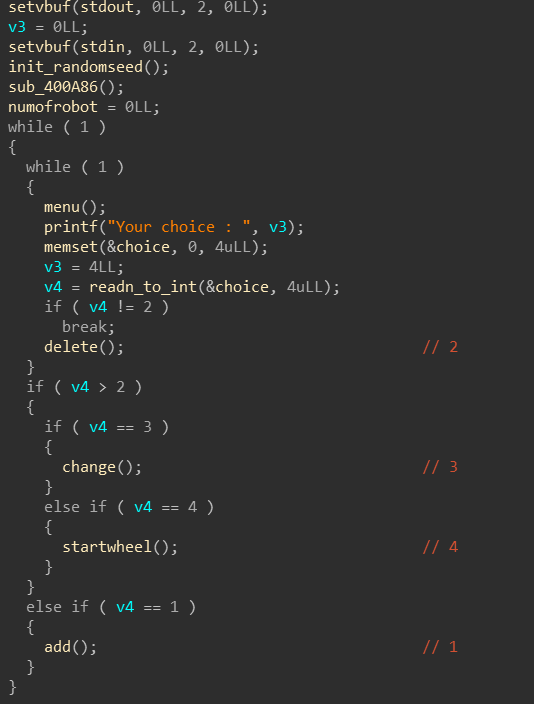 setvbuf(stdout, 0LL, 2, 0LL);
v3 = 0LL;
setvbuf(stdin, 0LL, 2, 0LL);
init_randomseed();
sub_400A86();
numofrobot = 0LL;
while ( 1 )
{
  while ( 1 )
  {
    menu();
    printf("Your choice : ", v3);
    memset(&choice, 0, 4uLL);
    v3 = 4LL;
    v4 = readn_to_int(&choice, 4uLL);
    if ( v4 != 2 )
      break;
    delete();                                 // 2
  }
  if ( v4 > 2 )
  {
    if ( v4 == 3 )
    {
      change();                               // 3
    }
    else if ( v4 == 4 )
    {
      startwheel();                           // 4
    }
  }
  else if ( v4 == 1 )
  {
    add();                                    // 1
  }
}